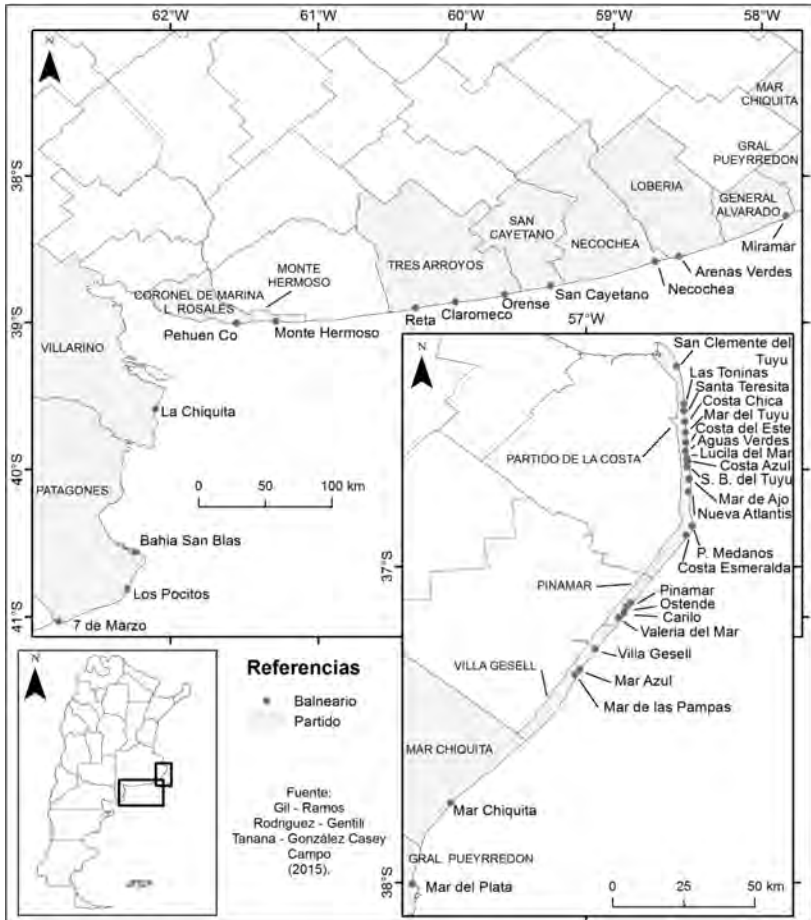 62°W
61°W
60°W
59°W
58°W
N
38°S
39°S
40°S
41°S
MAR
CHIQUITA
GRAL
PUEYRREDON
LOBERIA
GENERAL
ALVARADO
SAN
CAYETANO
NECOCHEA
TRES ARROYOS
MONTE
HERMOSO
CORONEL DE MARINA
L. ROSALES
VILLARINO
PATAGONES
Miramar
Arenas Verdes
Necochea
San Cayetano
Orense
Claromeco
Reta
Monte Hermoso
Pehuen Co
La Chiquita
Bahia San Blas
Los Pocitos
7 de Marzo
0 50 100 km
57°W
N
San Clemente del
Tuyu
Las Toninas
Santa Teresita
Costa Chica
Mar del Tuyu
Costa del Este
Aguas Verdes
Lucila del Mar
Costa Azul
S. B. del Tuyu
Mar de Ajo
Nueva Atlantis
P. Medanos
Costa Esmeralda
PARTIDO DE LA COSTA
37°S
PINAMAR
Pinamar
Ostende
Carilo
Valeria del Mar
VILLA GESELL
Villa Gesell
Mar Azul
Mar de las Pampas
MAR CHIQUITA
Mar Chiquita
GRAL. PUEYRREDON
Mar del Plata
38°S
0 25 50 km
N
Referencias
Balneario
Partido
Fuente:
Gil - Ramos
Rodriguez - Gentili
Tanana - González Casey
Campo
(2015).